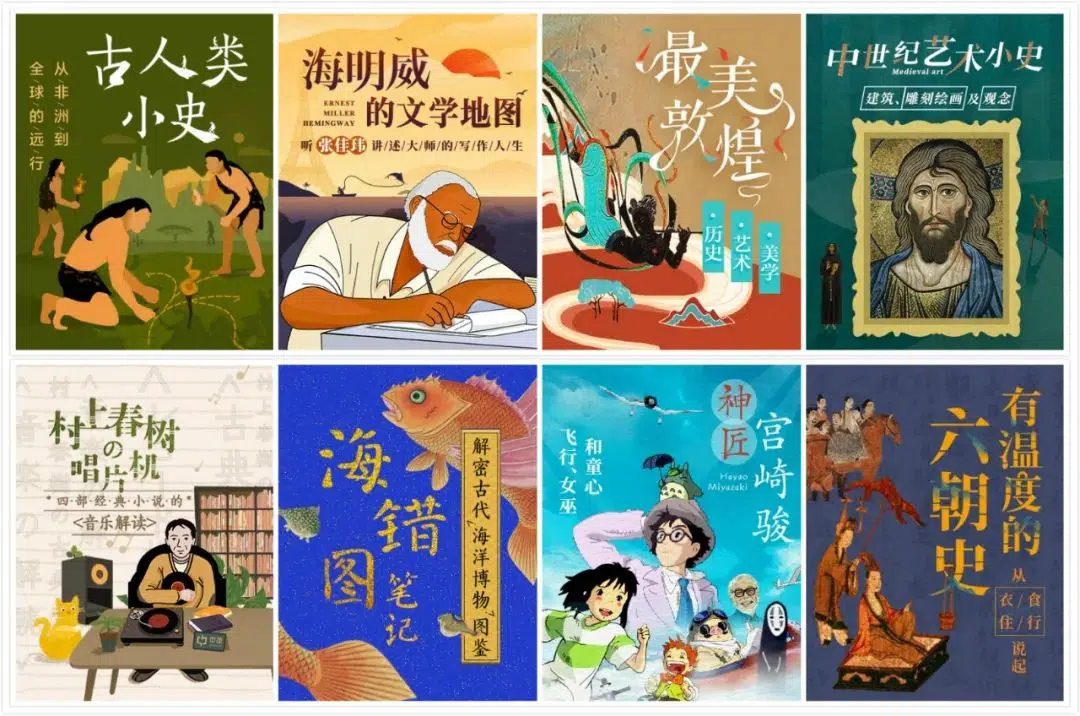 古人类
小史
从非洲到
全球的远行
海明威
的文学地图
ERNEST
MILLER
HEMINGWAY
听 张佳玮 讲/述/大/师/的/写/作/人/生
最美
敦煌
·历史
·艺术
·美学
中世纪艺术小史
Medieval art
建筑、雕刻绘画及观念
村上春树
の
唱片机
四·部·经·典·小·说·的
<音乐解读>
海错图
笔记
解密古代
海洋博物图鉴
神匠
宫崎骏
Hayao
Miyazaki
和童心
飞行、女巫
有温度的
六朝史
从
衣/食
住/行
说起